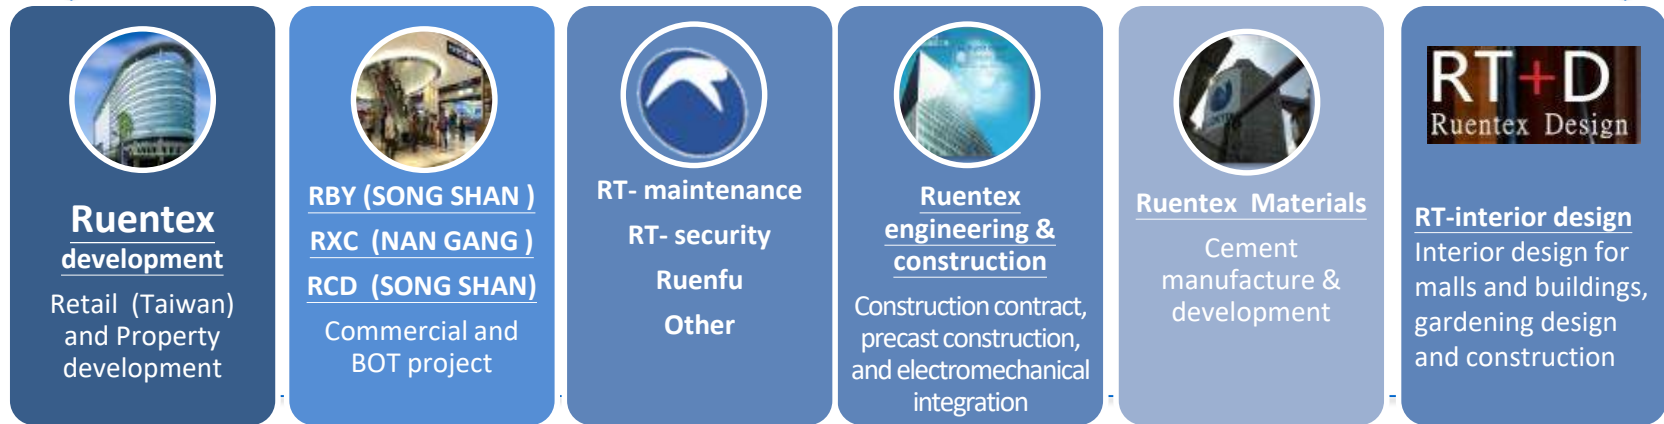 Ruentex
development
Retail (Taiwan)
and Property
development
RBY (SONG SHAN )
RXC (NAN GANG )
RCD (SONG SHAN)
Commercial and
BOT project
RT- maintenance
RT- security
Ruenfu
Other
Ruentex
engineering &
construction
Construction contract,
precast construction,
and electromechanical
integration
Ruentex Materials
Cement
manufacture &
development
RT+D
Ruentex Design
RT-interior design
Interior design for
malls and buildings,
gardening design
and construction